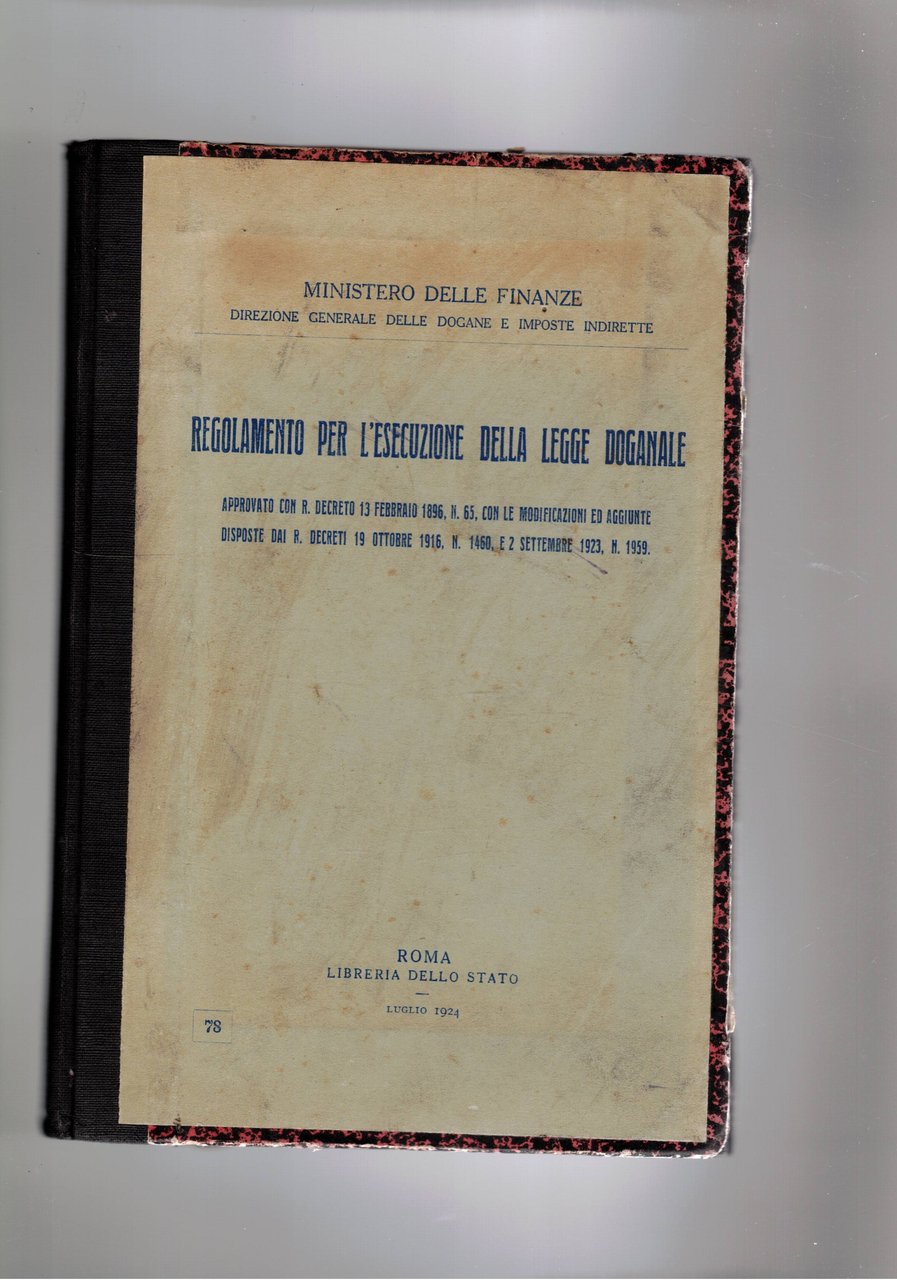 MINISTERO DELLE FINANZE
DIREZIONE GENERALE DELLE DOGANE E IMPOSTE INDIRETTE
REGOLAMENTO PER L'ESECUZIONE DELLA LEGGE DOGANALE
APPROVATO CON R. DECRETO 13 FEBBRAIO 1896, N. 65, CON LE MODIFICAZIONI ED AGGIUNTE
DISPOSTE DAI R. DECRETI 19 OTTOBRE 1916, N. 1460, E 2 SETTEMBRE 1923, N. 1959.
ROMA
LIBRERIA DELLO STATO
LUGLIO 1924
78